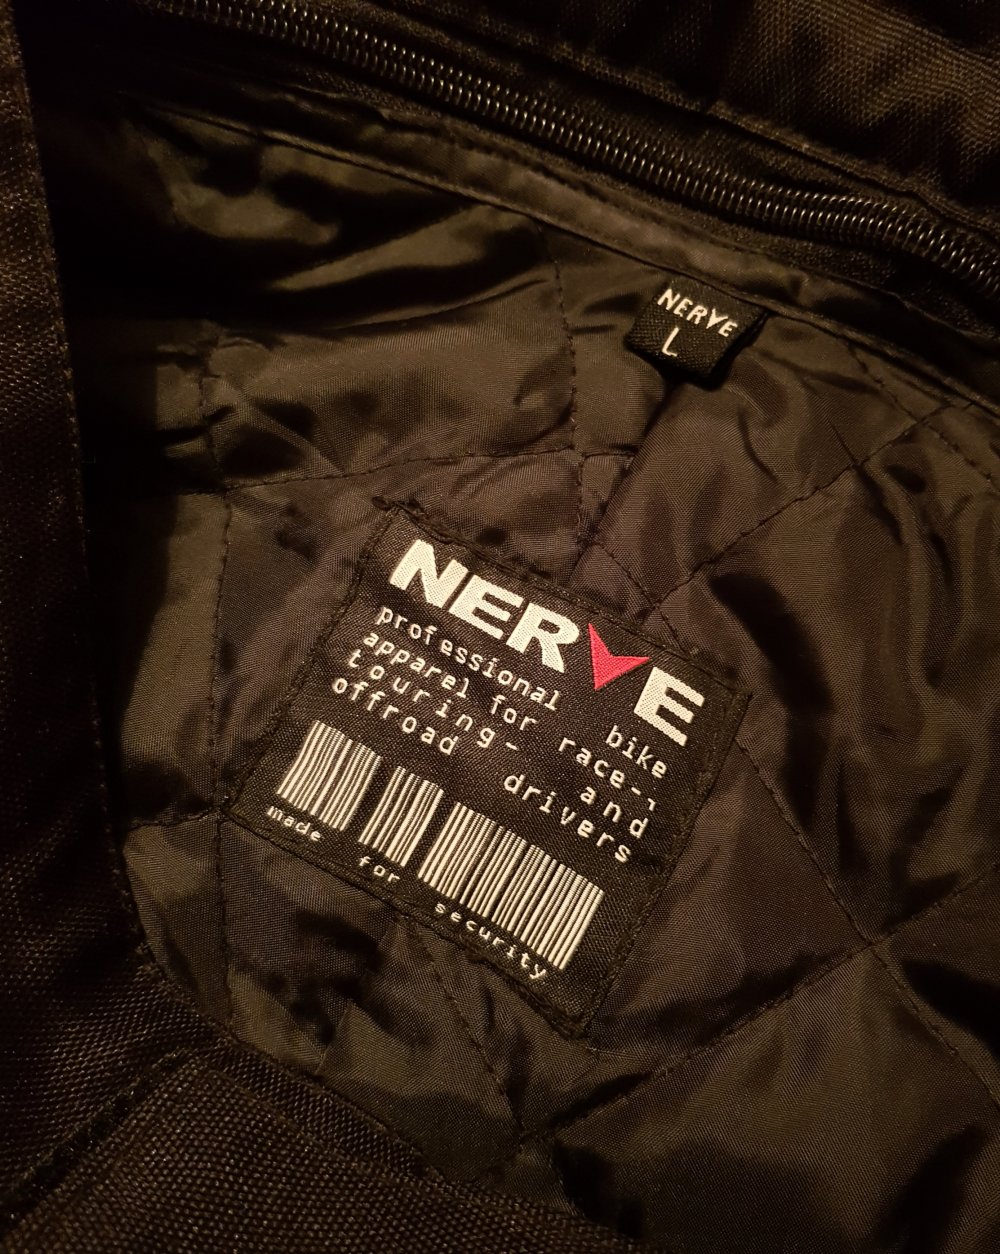 NERVE
L
NERVE
professional bike
apparel for race-,
touring- and
offroad drivers
made for security